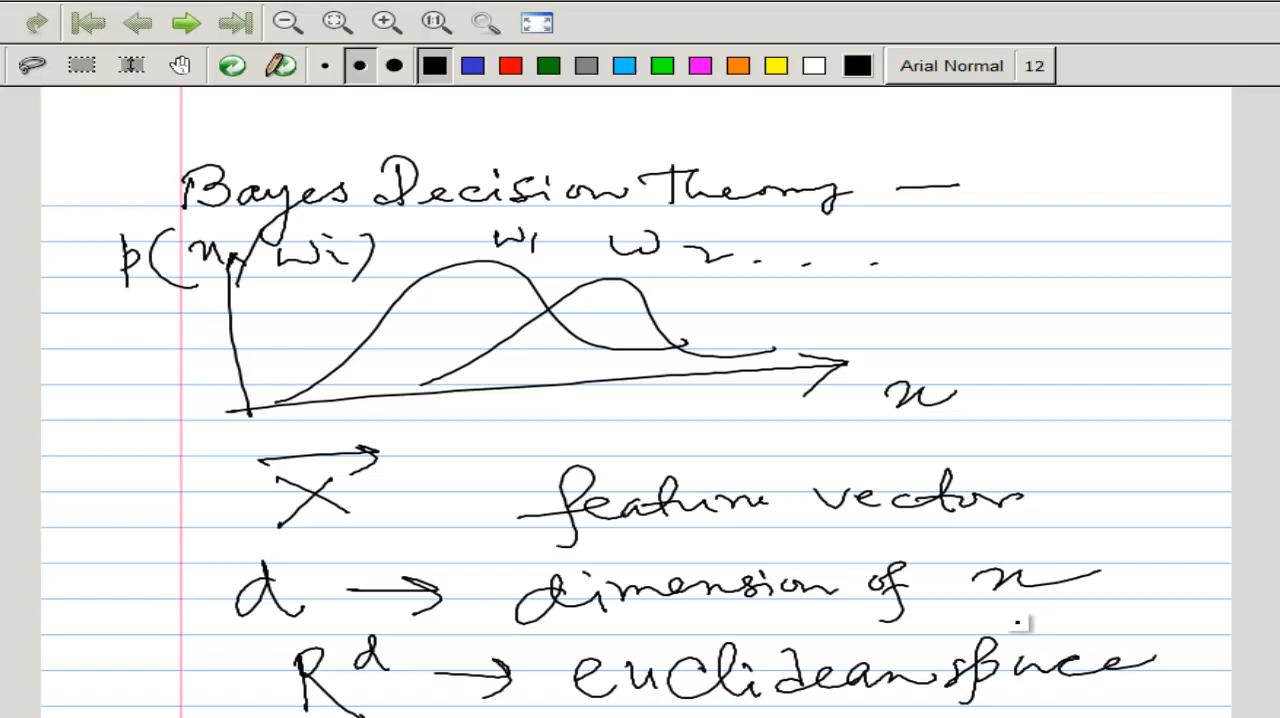 Arial Normal 12
Bayes Decision Theory —
p(x/wi) w1 w2 . . . .
x
X feature vector
d → dimension of x
R^d → euclidean space